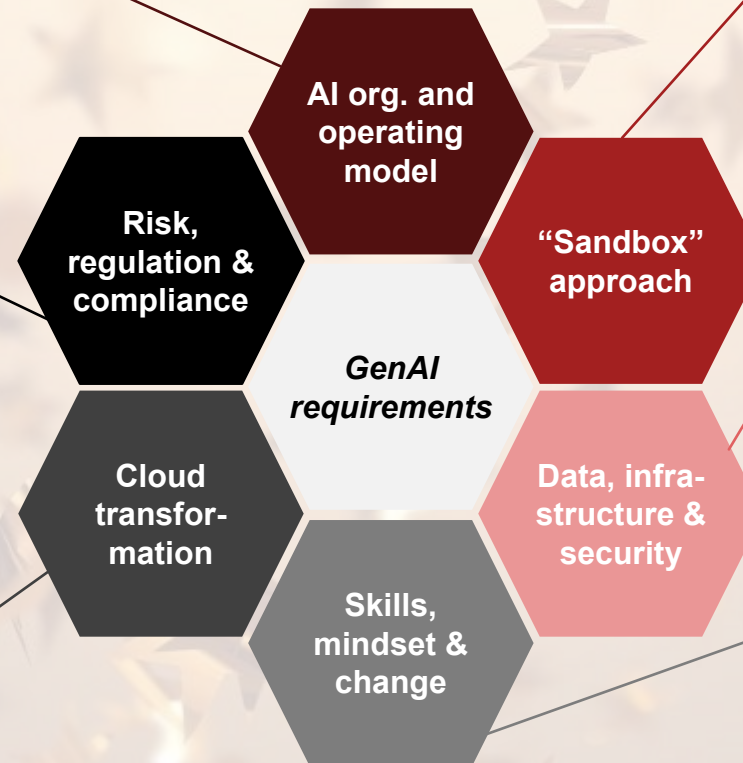 AI org. and
operating
model
Risk,
regulation &
compliance
“Sandbox”
approach
GenAI
requirements
Cloud
transfor-
mation
Data, infra-
structure &
security
Skills,
mindset &
change